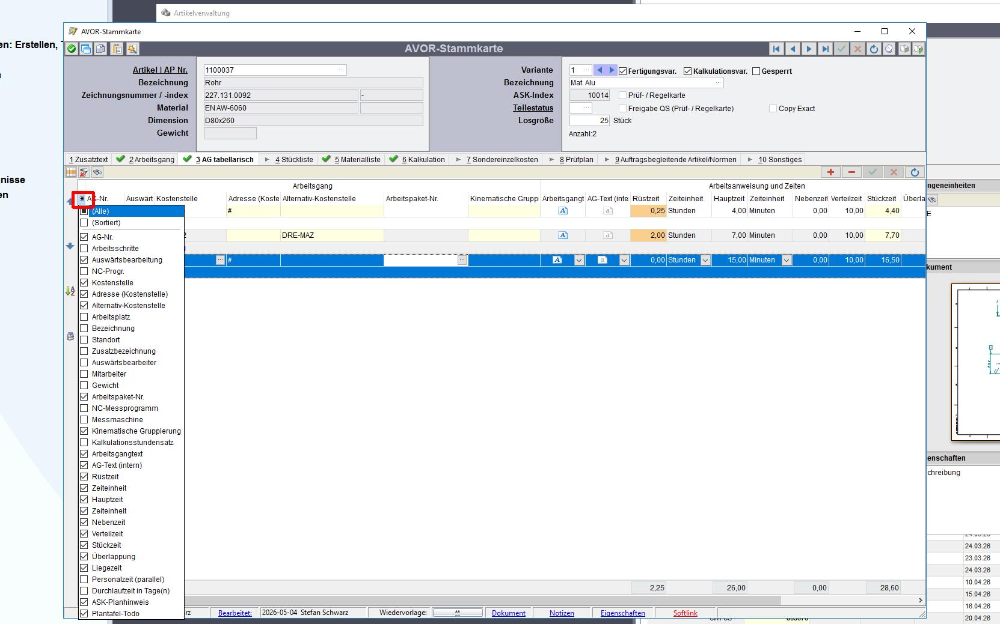 Artikelverwaltung
AVOR-Stammkarte
en: Erstellen,
AVOR-Stammkarte
Artikel | AP Nr. 1100037 Variante 1 Fertigungsvar. Kalkulationsvar. Gesperrt
Bezeichnung Rohr Bezeichnung Mat. Alu
Zeichnungsnummer / -index 227.131.0092 - ASK-Index 10014 Prüf- / Regelkarte
Material EN AW-6060 Teilestatus Freigabe QS (Prüf- / Regelkarte) Copy Exact
Dimension D80x260 Losgröße 25 Stück
Gewicht Anzahl:2
1 Zusatztext 2 Arbeitsgang 3 AG tabellarisch 4 Stückliste 5 Materialliste 6 Kalkulation 7 Sondereinzelkosten 8 Prüfplan 9 Auftragsbegleitende Artikel/Normen 10 Sonstiges
nisse
en
Arbeitsgang Arbeitsanweisung und Zeiten
ngeneinheiten
AG-Nr. Auswärt Kostenstelle Adresse (Koste Alternativ-Kostenstelle Arbeitspaket-Nr. Kinematische Grupp Arbeitsgangt AG-Text (inte Rüstzeit Zeiteinheit Hauptzeit Zeiteinheit Nebenzeit Verteilzeit Stückzeit Überla
# A a 0,25 Stunden 4,00 Minuten 0,00 10,00 4,40
E
2 DRE-MAZ A a 2,00 Stunden 7,00 Minuten 0,00 10,00 7,70
# A a 0,00 Stunden 15,00 Minuten 0,00 10,00 16,50
(Alle)
(Sortiert)
AG-Nr.
Arbeitsschritte
Auswärtsbearbeitung
NC-Progr.
Kostenstelle
Adresse (Kostenstelle)
Alternativ-Kostenstelle
Arbeitsplatz
Bezeichnung
Standort
Zusatzbezeichnung
Auswärtsbearbeiter
Mitarbeiter
Gewicht
Arbeitspaket-Nr.
NC-Messprogramm
Messmaschine
Kinematische Gruppierung
Kalkulationsstundensatz
Arbeitsgangtext
AG-Text (intern)
Rüstzeit
Zeiteinheit
Hauptzeit
Zeiteinheit
Nebenzeit
Verteilzeit
Stückzeit
Überlappung
Liegezeit
Personalzeit (parallel)
Durchlaufzeit in Tage(n)
ASK-Planhinweis
Plantafel-Todo
kument
enschaften
chreibung
24.03.26
24.03.26
23.03.26
24.03.26
10.04.26
15.04.26
16.04.26
20.04.26
2,25 26,00 0,00 28,60
rz Bearbeitet: 2026-05-04 Stefan Schwarz Wiedervorlage: ** Dokument Notizen Eigenschaften Softlink